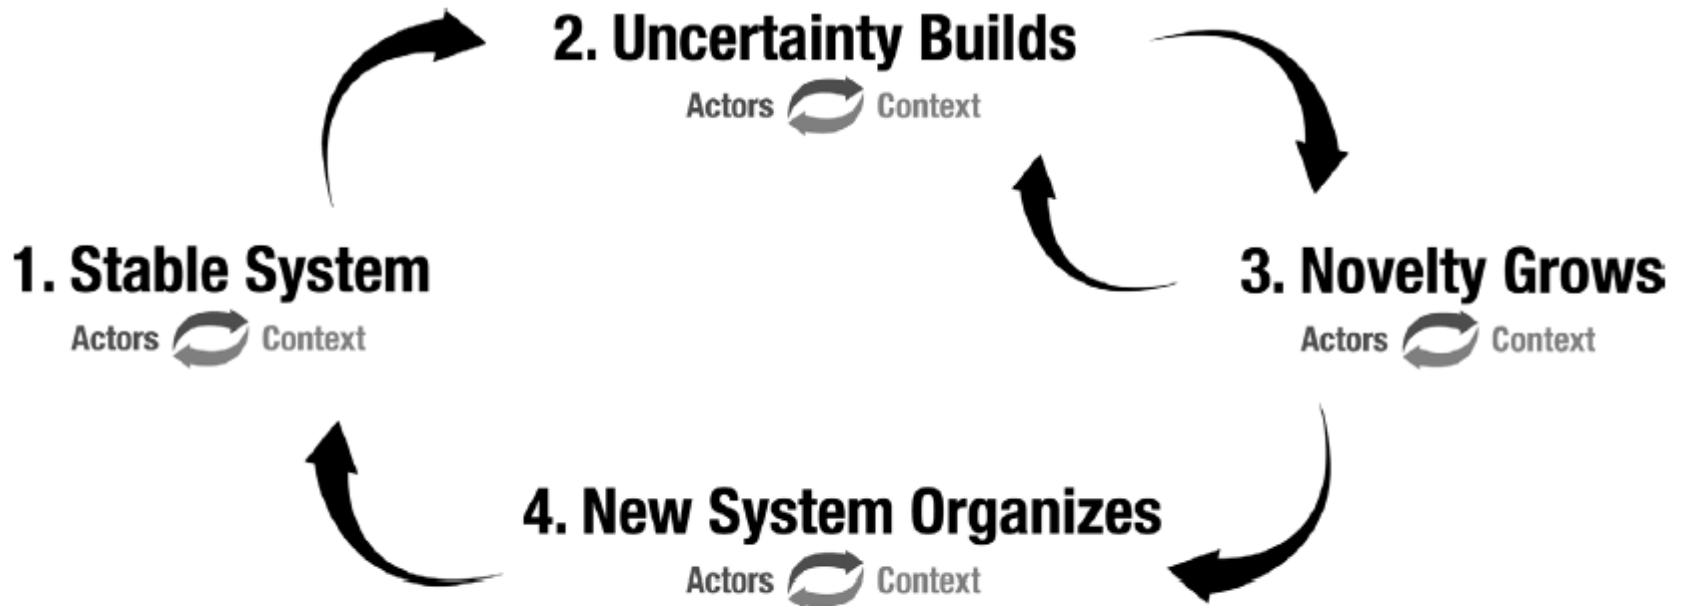 2. Uncertainty Builds
Actors Context
1. Stable System
Actors Context
3. Novelty Grows
Actors Context
4. New System Organizes
Actors Context